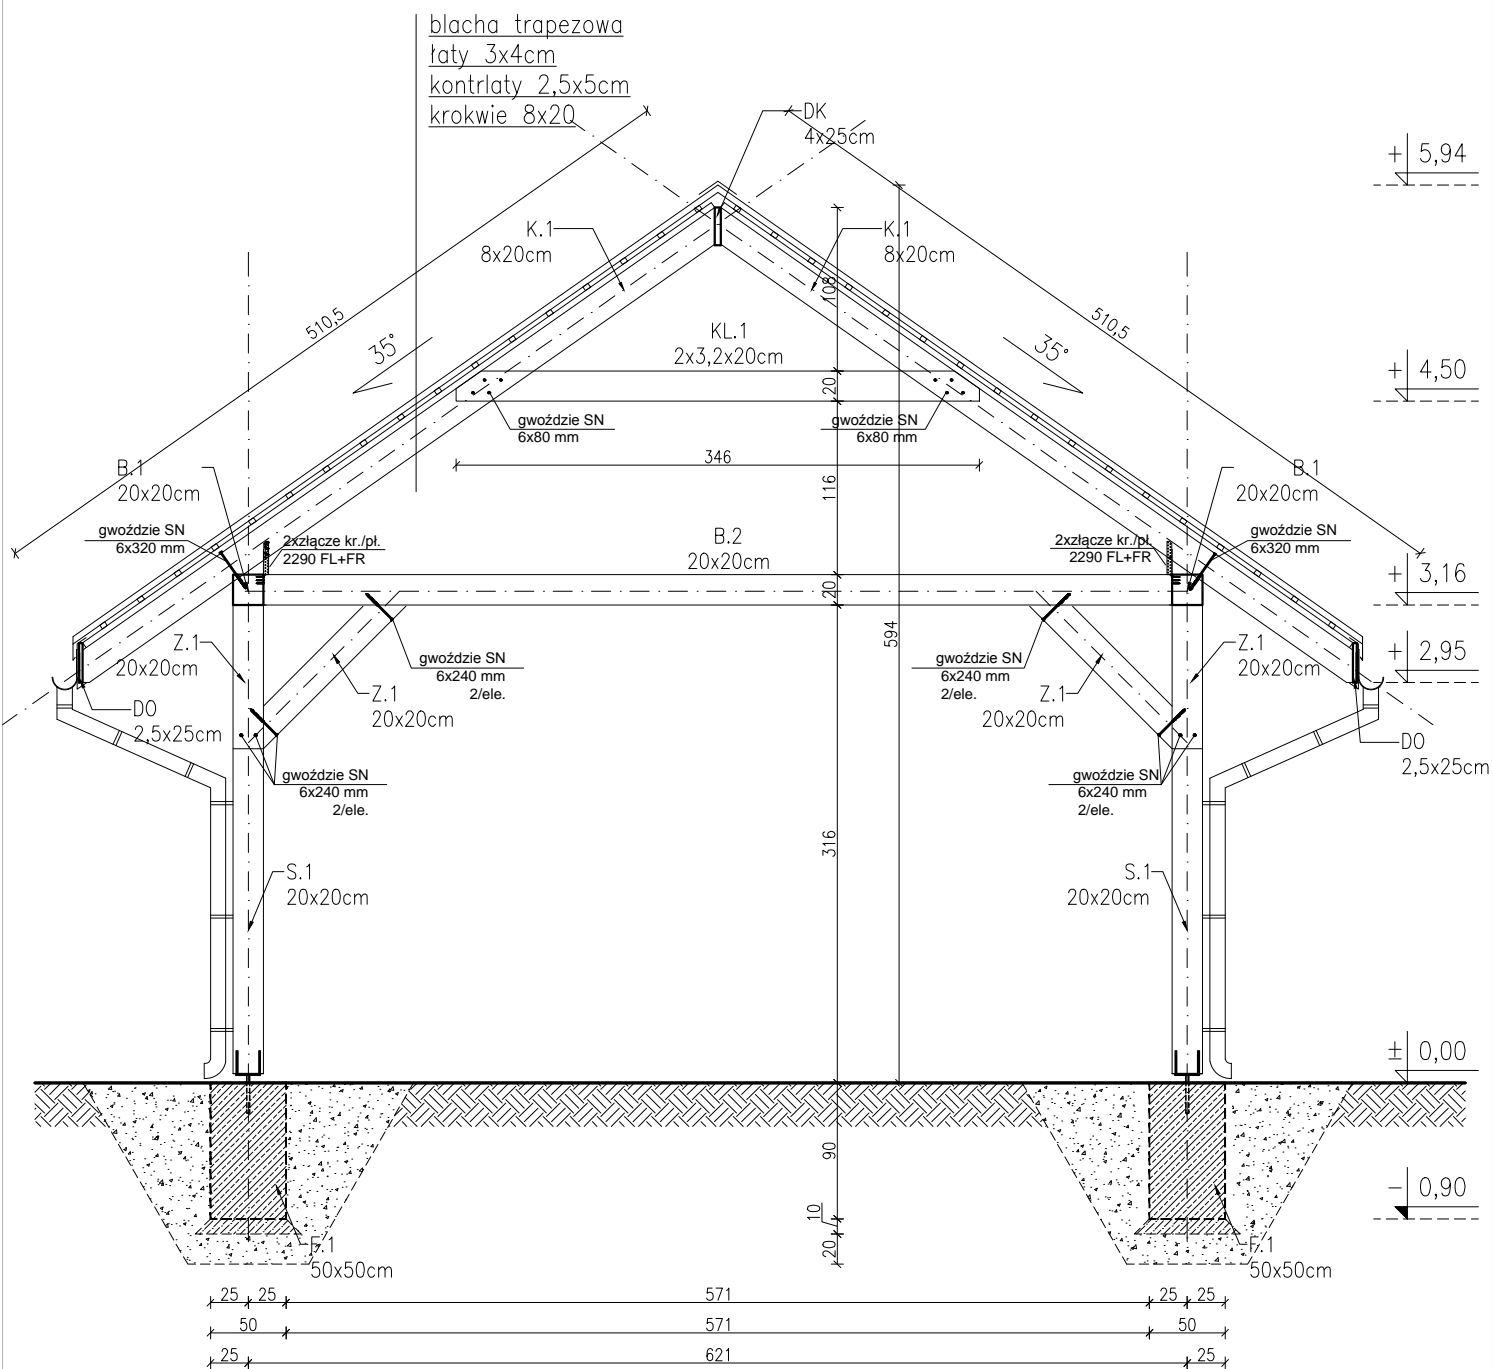 blacha trapezowa
łaty 3x4cm
kontrlaty 2,5x5cm
krokwie 8x20
DK
4x25cm
+ 5,94
K.1
8x20cm
K.1
8x20cm
108
510,5
510,5
35°
35°
KL.1
2x3,2x20cm
20
+ 4,50
gwoździe SN
6x80 mm
gwoździe SN
6x80 mm
346
116
B.1
20x20cm
B.1
20x20cm
gwoździe SN
6x320 mm
2xzłącze kr./pł.
2290 FL+FR
B.2
20x20cm
2xzłącze kr./pł.
2290 FL+FR
gwoździe SN
6x320 mm
20
+ 3,16
594
Z.1
20x20cm
gwoździe SN
6x240 mm
2/ele.
gwoździe SN
6x240 mm
2/ele.
Z.1
20x20cm
+ 2,95
Z.1
20x20cm
Z.1
20x20cm
DO
2,5x25cm
DO
2,5x25cm
gwoździe SN
6x240 mm
2/ele.
gwoździe SN
6x240 mm
2/ele.
316
S.1
20x20cm
S.1
20x20cm
± 0,00
90
- 0,90
10
20
F.1
50x50cm
F.1
50x50cm
25 25 571 25 25
50 571 50
25 621 25